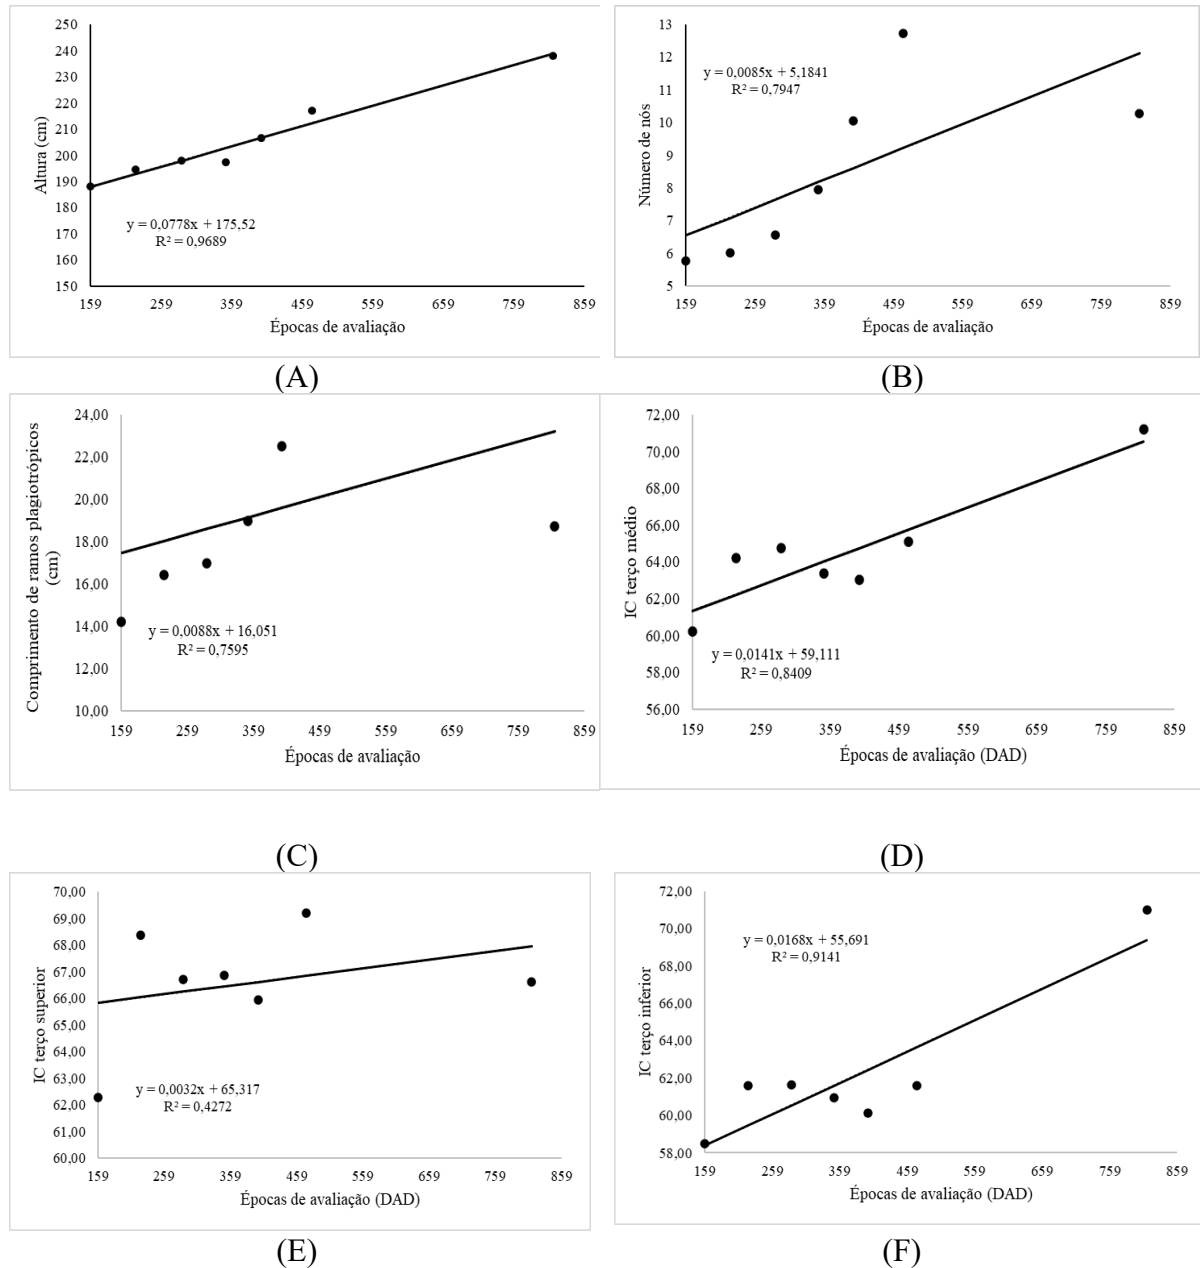 250
240
230
220
210
200
190
180
170
160
150
Altura (cm)
y = 0,0778x + 175,52
R² = 0,9689
159 259 359 459 559 659 759 859
Épocas de avaliação
(A)
13
12
11
10
9
8
7
6
5
Número de nós
y = 0,0085x + 5,1841
R² = 0,7947
159 259 359 459 559 659 759 859
Épocas de avaliação
(B)
24,00
22,00
20,00
18,00
16,00
14,00
12,00
10,00
Comprimento de ramos plagiotrópicos
(cm)
y = 0,0088x + 16,051
R² = 0,7595
159 259 359 459 559 659 759 859
Épocas de avaliação
(C)
72,00
70,00
68,00
66,00
64,00
62,00
60,00
58,00
56,00
IC terço médio
y = 0,0141x + 59,111
R² = 0,8409
159 259 359 459 559 659 759 859
Épocas de avaliação (DAD)
(D)
70,00
69,00
68,00
67,00
66,00
65,00
64,00
63,00
62,00
61,00
60,00
IC terço superior
y = 0,0032x + 65,317
R² = 0,4272
159 259 359 459 559 659 759 859
Épocas de avaliação (DAD)
(E)
72,00
70,00
68,00
66,00
64,00
62,00
60,00
58,00
IC terço inferior
y = 0,0168x + 55,691
R² = 0,9141
159 259 359 459 559 659 759 859
Épocas de avaliação (DAD)
(F)